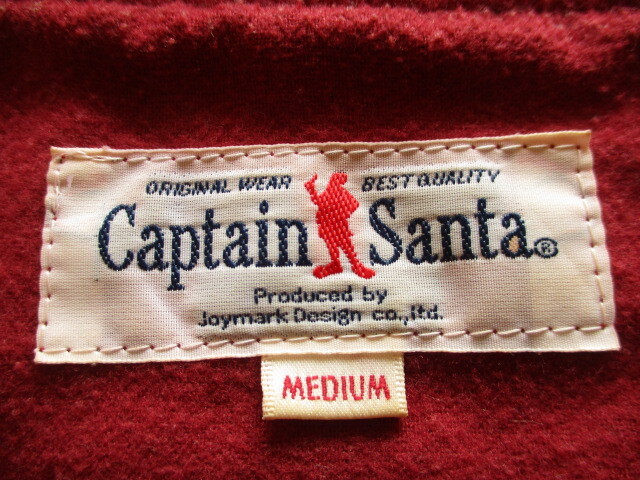 ORIGINAL WEAR BEST QUALITY
Captain Santa®
Produced by
Joymark Design co.,ltd.
MEDIUM